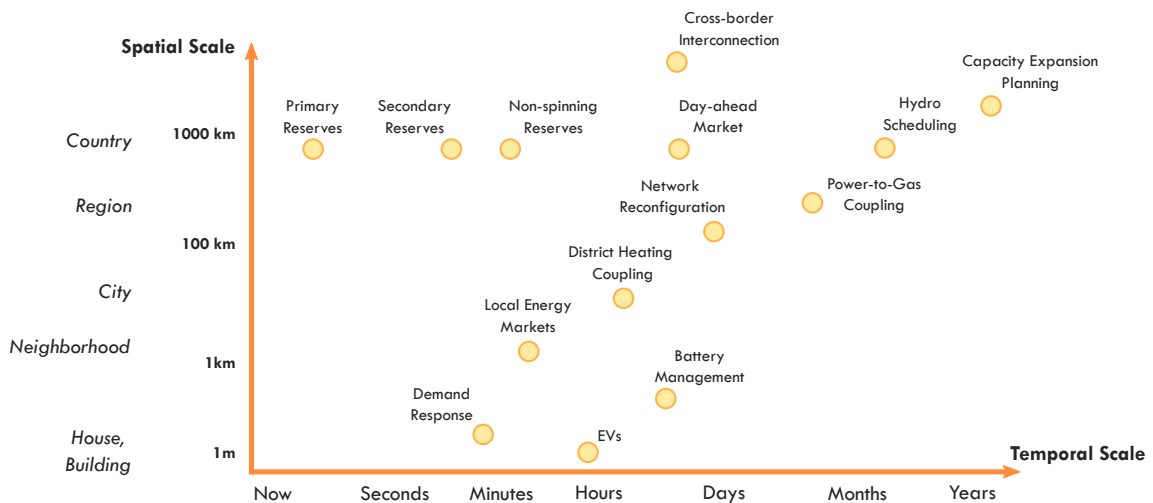 Cross-border
Interconnection
Spatial Scale
Capacity Expansion
Planning
Primary
Reserves
Secondary
Reserves
Non-spinning
Reserves
Day-ahead
Market
Hydro
Scheduling
Country
1000 km
Network
Reconfiguration
Power-to-Gas
Coupling
Region
100 km
District Heating
Coupling
City
Local Energy
Markets
Neighborhood
1km
Battery
Management
Demand
Response
EVs
House,
Building
1m
Temporal Scale
Now
Seconds
Minutes
Hours
Days
Months
Years